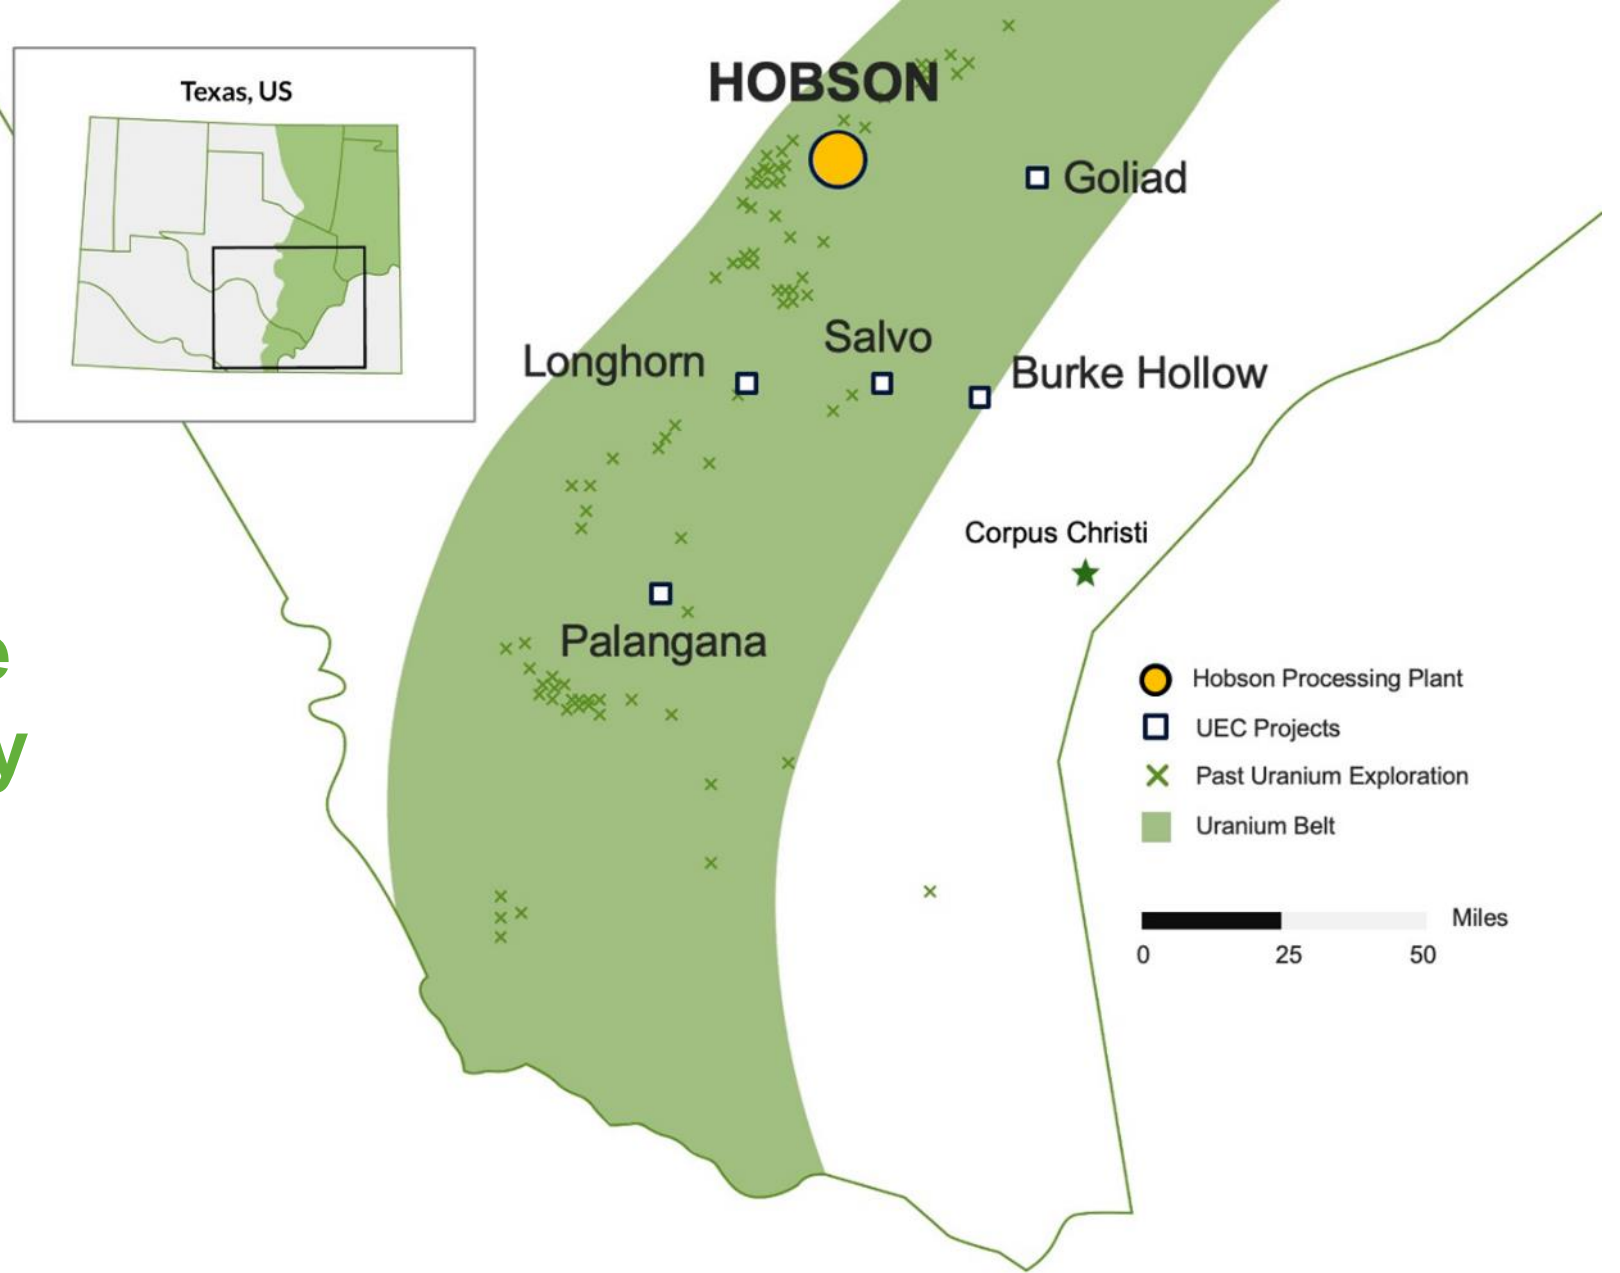 Texas, US
HOBSON
Goliad
Salvo
Longhorn
Burke Hollow
Corpus Christi
Palangana
e
y
Hobson Processing Plant
UEC Projects
Past Uranium Exploration
Uranium Belt
Miles
0 25 50